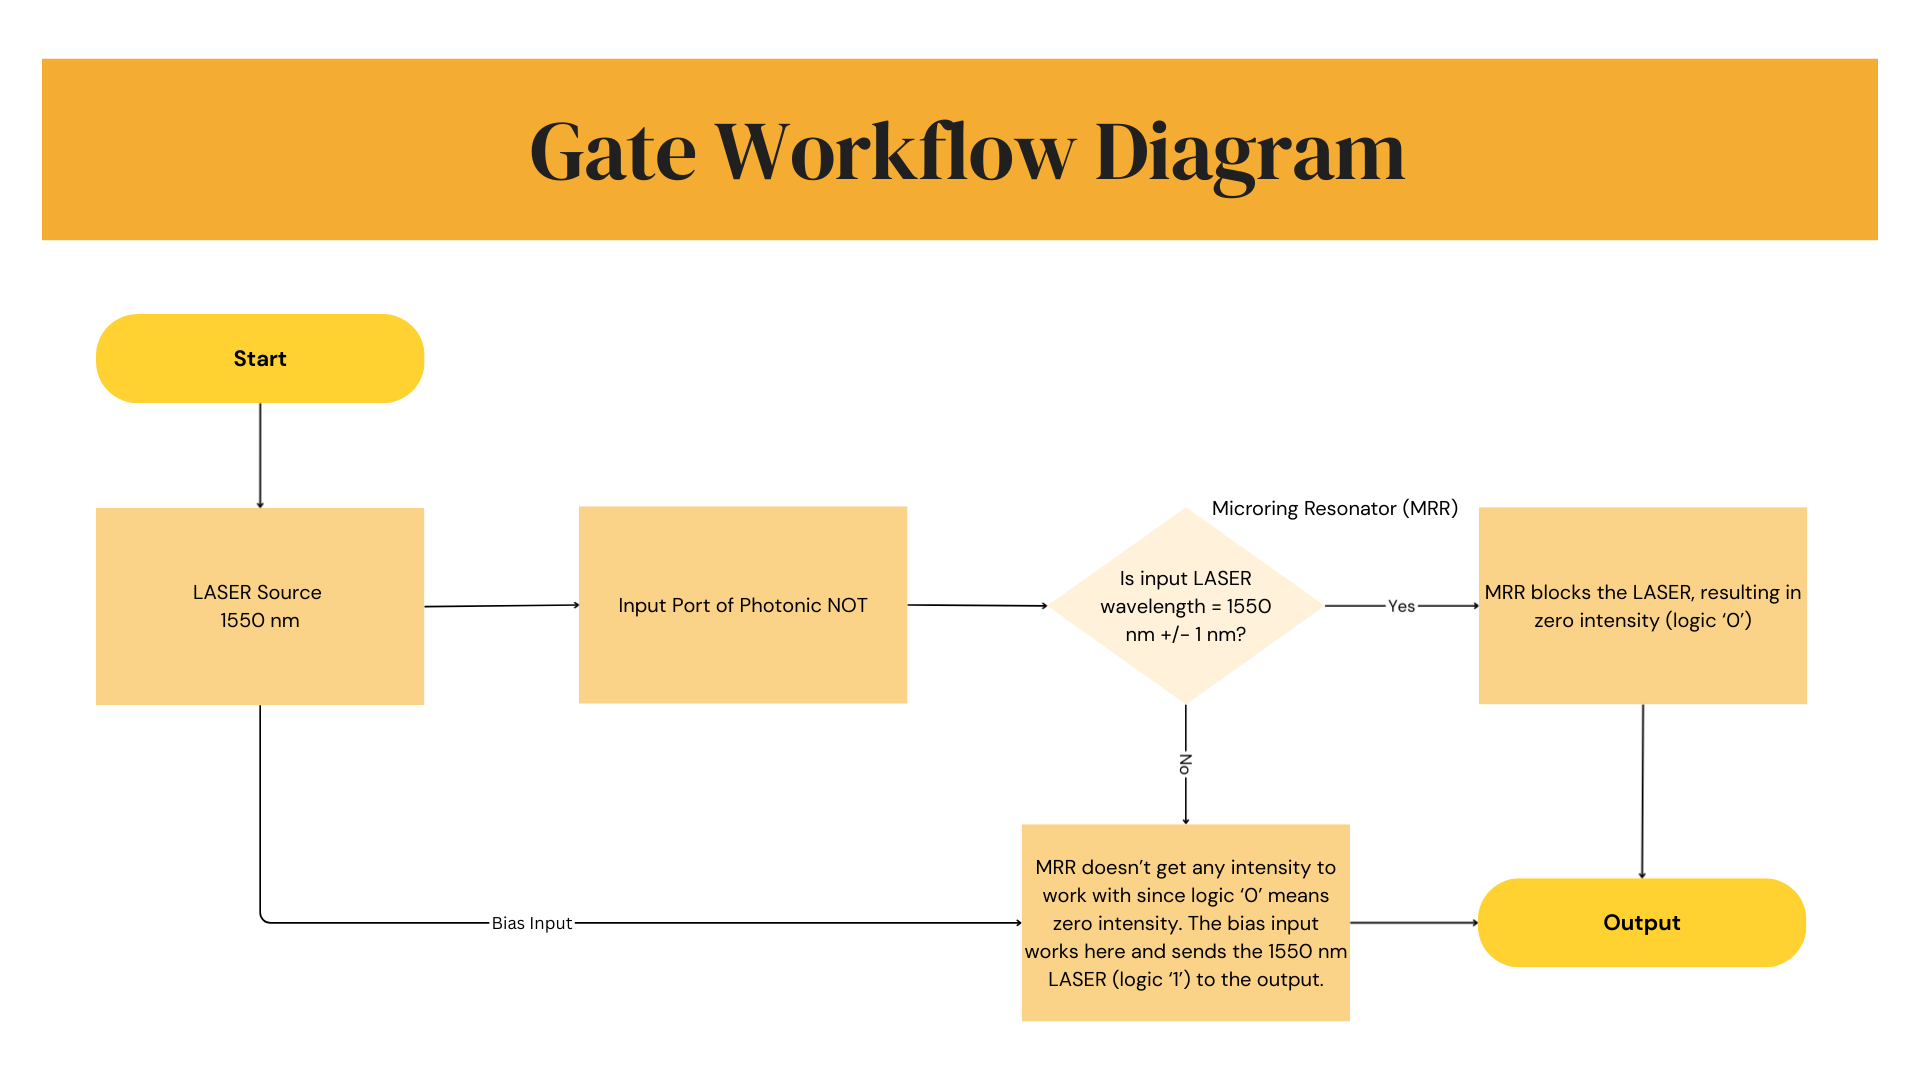 Gate Workflow Diagram
Start
LASER Source
1550 nm
Input Port of Photonic NOT
Microring Resonator (MRR)
Is input LASER
wavelength = 1550
nm +/- 1 nm?
Yes
MRR blocks the LASER, resulting in
zero intensity (logic ‘0’)
No
Bias Input
MRR doesn’t get any intensity to
work with since logic ‘0’ means
zero intensity. The bias input
works here and sends the 1550 nm
LASER (logic ‘1’) to the output.
Output